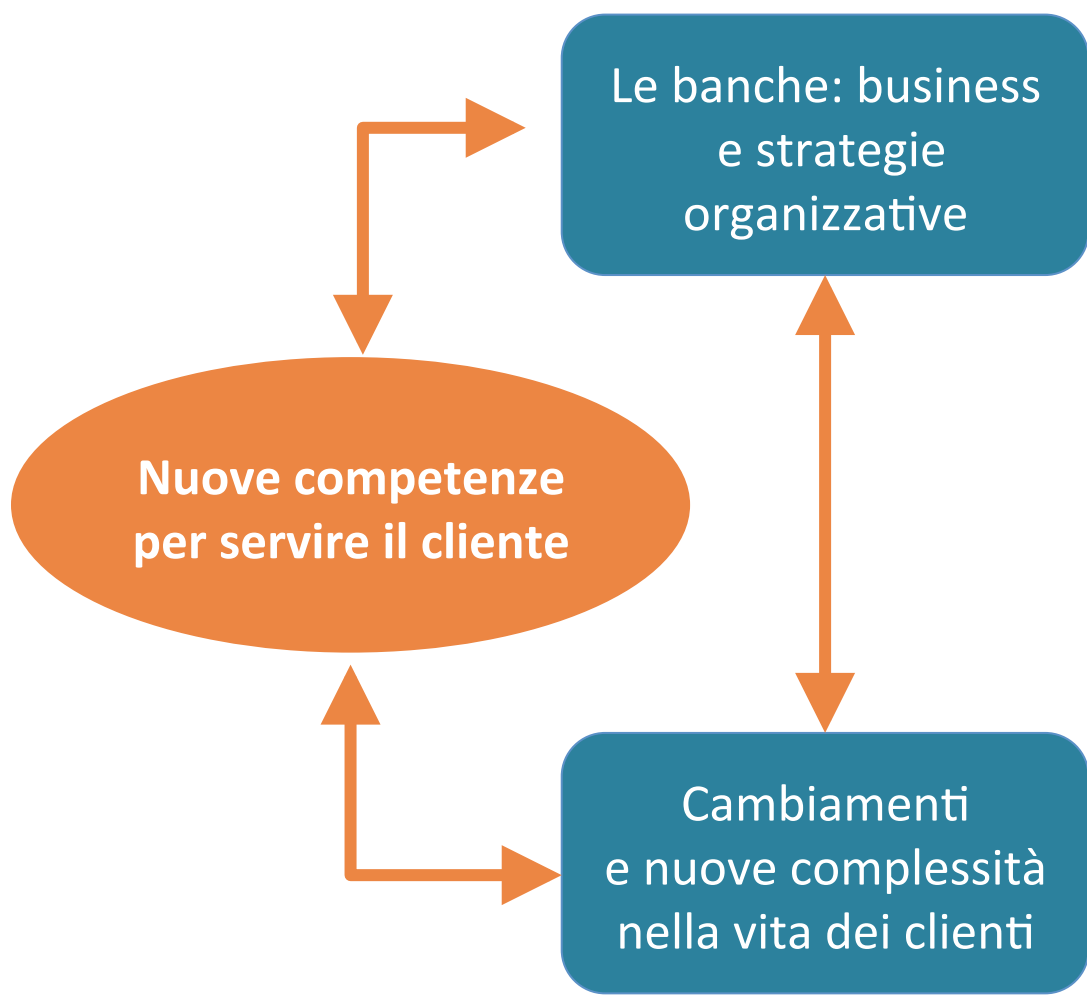 Le banche: business
e strategie
organizzative
Nuove competenze
per servire il cliente
Cambiamenti
e nuove complessità
nella vita dei clienti